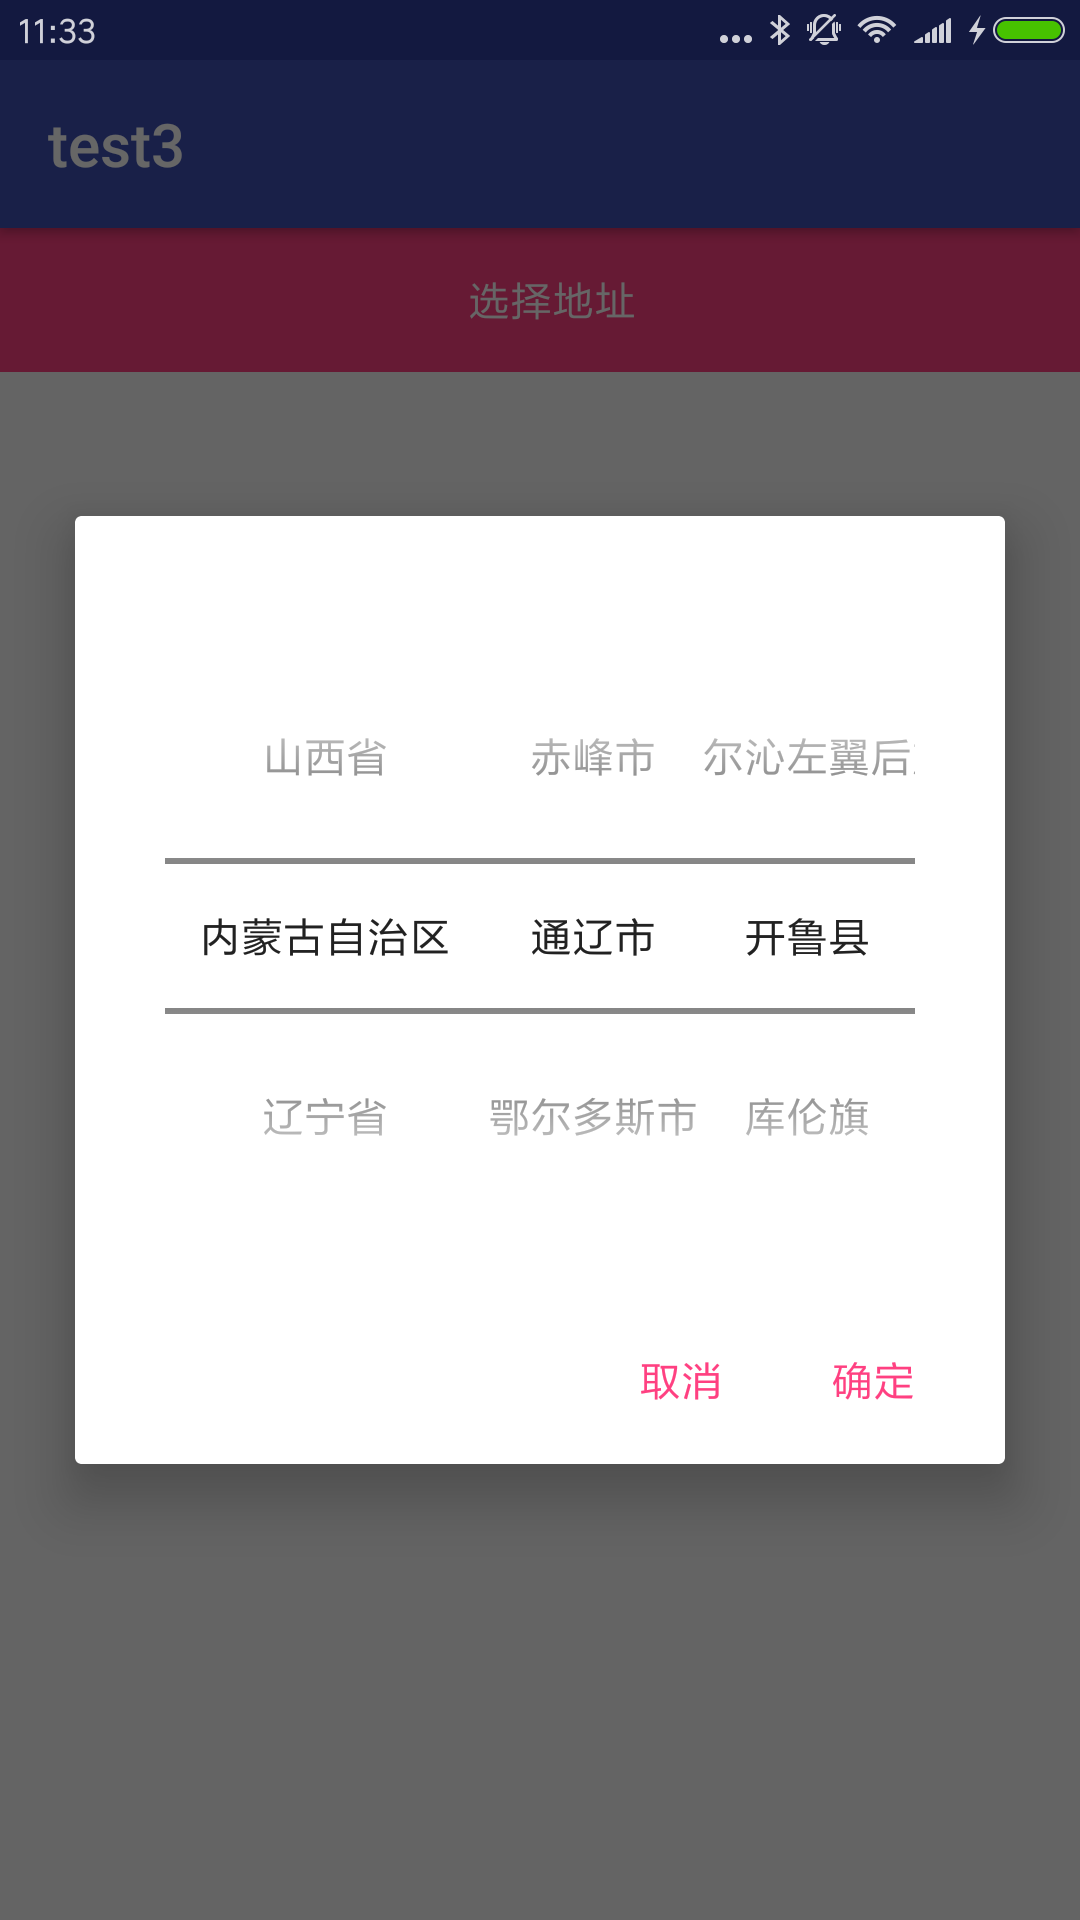 11:33
test3
选择地址
山西省 赤峰市 尔沁左翼后
内蒙古自治区 通辽市 开鲁县
辽宁省 鄂尔多斯市 库伦旗
取消 确定